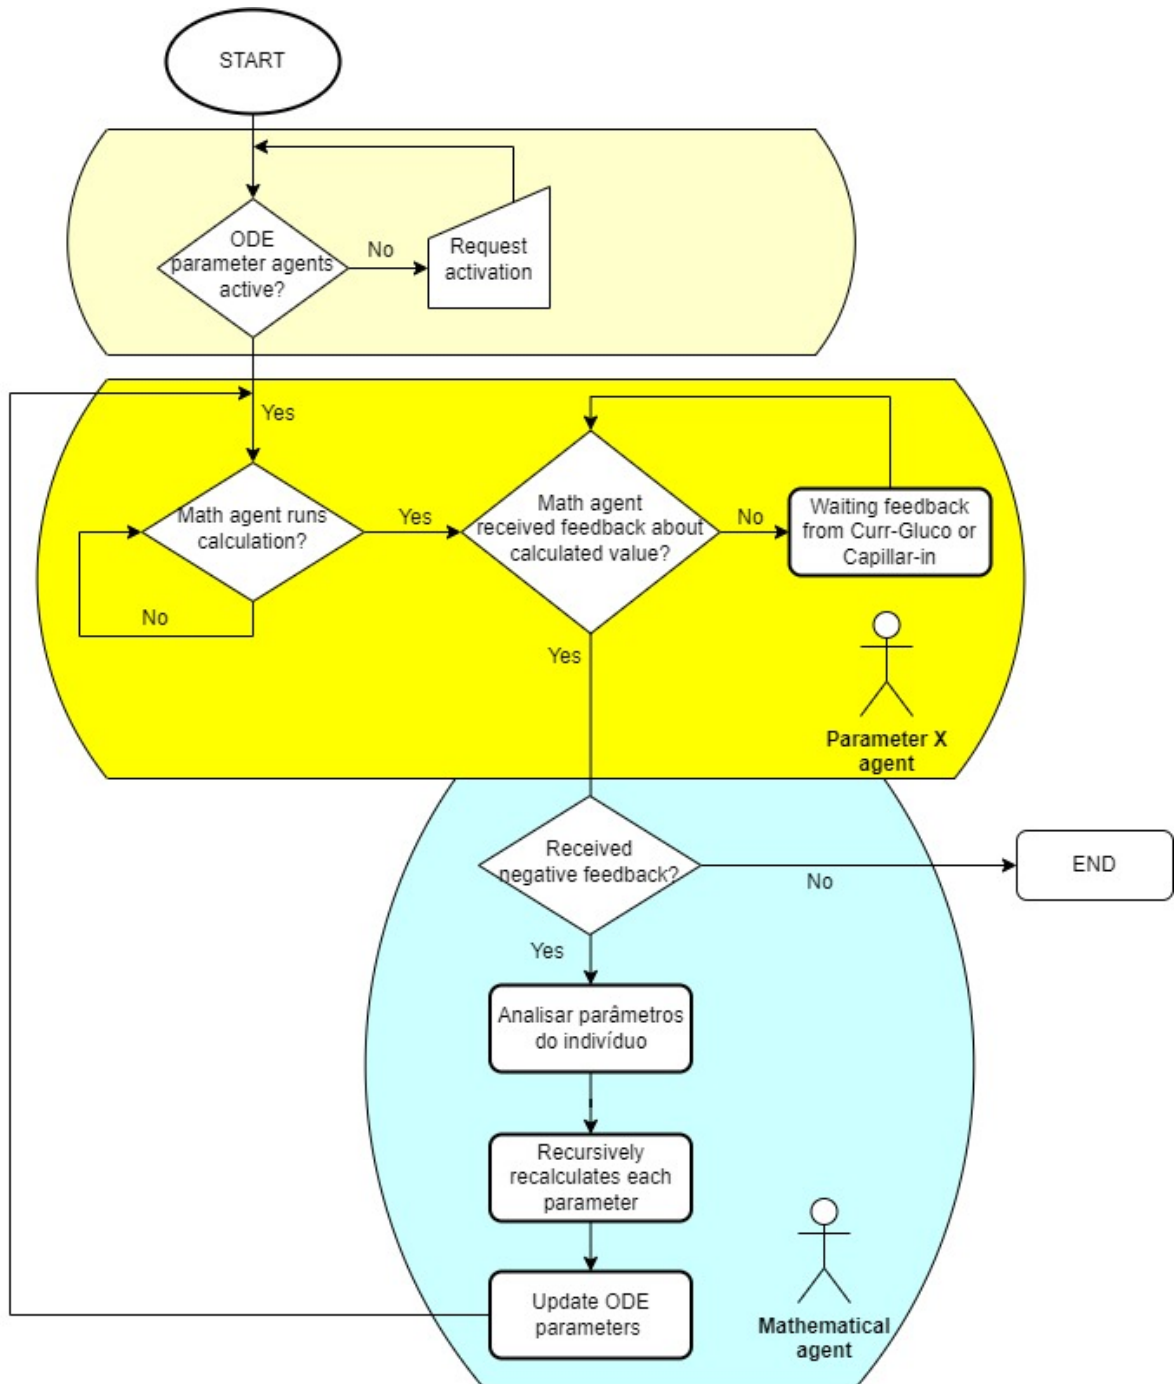 START
ODE
parameter agents
active?
No
Request
activation
Yes
Math agent runs
calculation?
Yes
No
Math agent
received feedback about
calculated value?
No
Waiting feedback
from Curr-Gluco or
Capillar-in
Yes
Parameter X
agent
Received
negative feedback?
No
END
Yes
Analisar parâmetros
do indivíduo
Recursively
recalculates each
parameter
Update ODE
parameters
Mathematical
agent